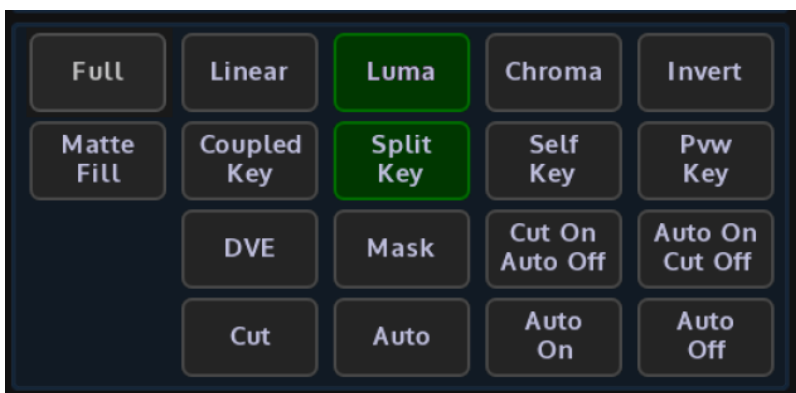 Full
Linear
Luma
Chroma
Invert
Matte
Fill
Coupled
Key
Split
Key
Self
Key
Pvw
Key
DVE
Mask
Cut On
Auto Off
Auto On
Cut Off
Cut
Auto
Auto
On
Auto
Off